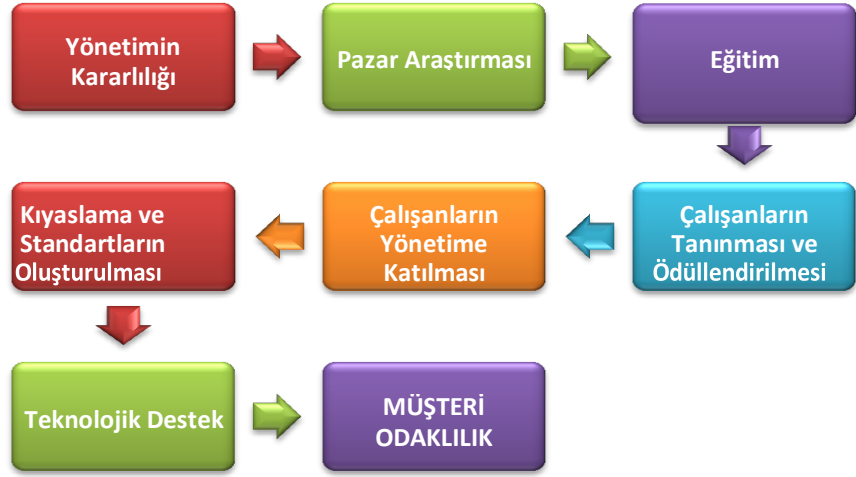 Yönetimin
Kararlılığı
Pazar Araştırması
Eğitim
Çalışanların
Tanınması ve
Ödüllendirilmesi
Çalışanların
Yönetime
Katılması
Kıyaslama ve
Standartların
Oluşturulması
Teknolojik Destek
MÜŞTERİ
ODAKLILIK